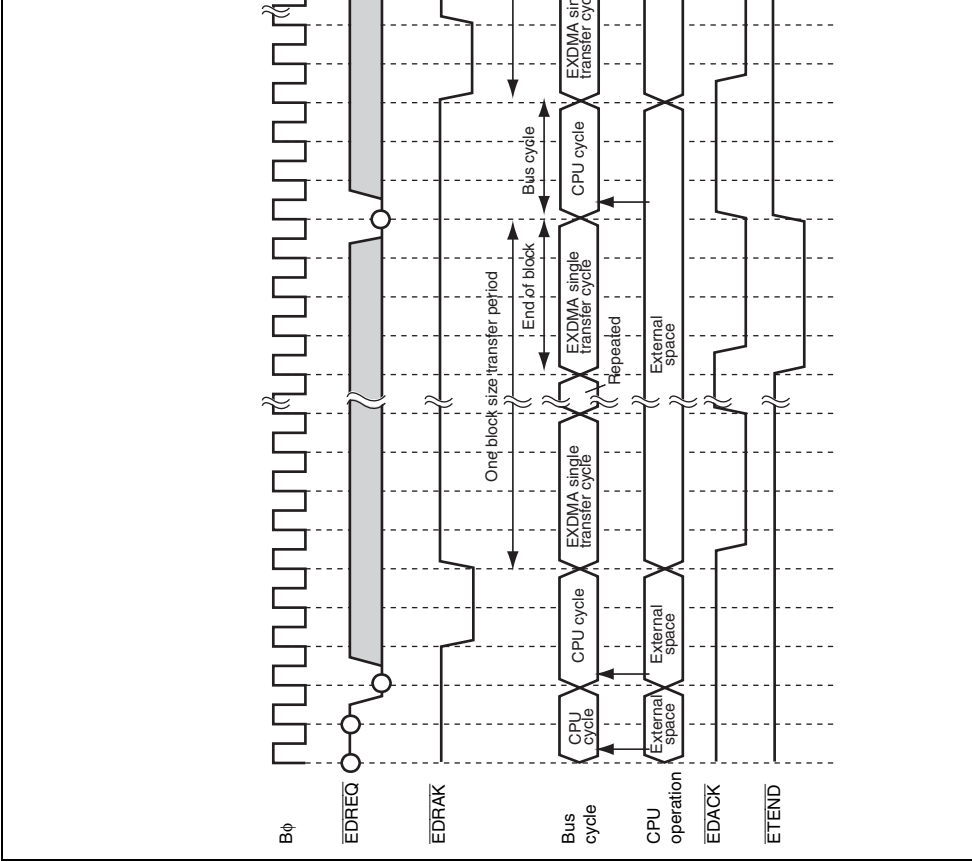 Bφ
EDREQ
EDRAK
Bus
cycle
CPU
operation
EDACK
ETEND
One block size transfer period
End of block
Bus cycle
CPU
cycle
CPU cycle
EXDMA single
transfer cycle
Repeated
EXDMA single
transfer cycle
CPU cycle
EXDMA sin
transfer cyc
External
space
External
space
External
space